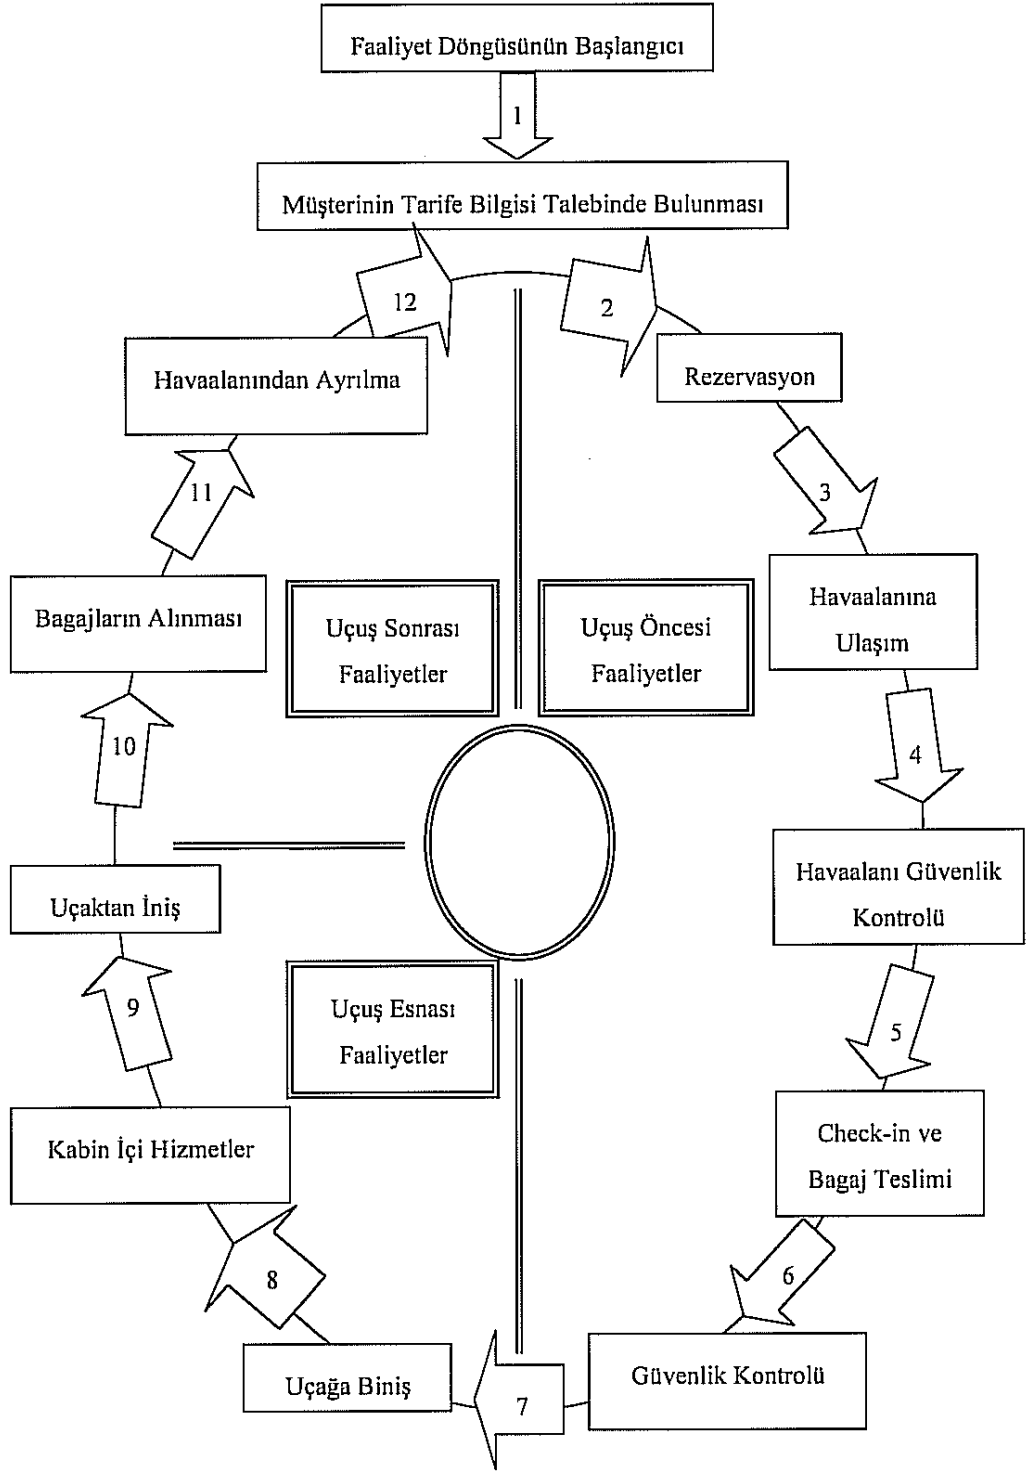 Faaliyet Döngüsünün Başlangıcı
1
Müşterinin Tarife Bilgisi Talebinde Bulunması
12
2
Havaalanından Ayrılma
Rezervasyon
11
3
Bagajların Alınması
Uçuş Sonrası
Faaliyetler
Uçuş Öncesi
Faaliyetler
Havaalanına
Ulaşım
10
4
Uçaktan İniş
Havaalanı Güvenlik
Kontrolü
9
Uçuş Esnası
Faaliyetler
5
Kabin İçi Hizmetler
Check-in ve
Bagaj Teslimi
8
6
Uçağa Biniş
7
Güvenlik Kontrolü